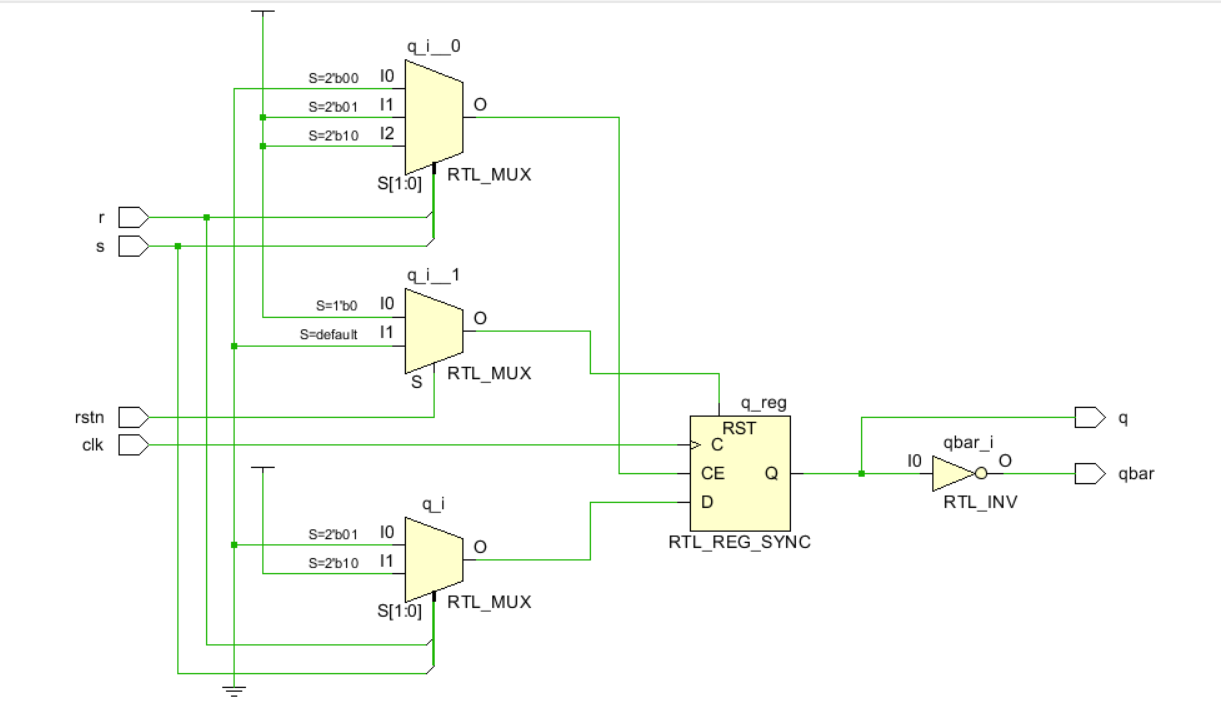 q_i__0
S=2'b00 I0
S=2'b01 I1 O
S=2'b10 I2
S[1:0] RTL_MUX
r
s
q_i__1
S=1'b0 I0 O
S=default I1
S RTL_MUX
rstn
clk
q_reg
RST
C
CE Q
D
RTL_REG_SYNC
q
qbar_i
I0 O
qbar
RTL_INV
q_i
S=2'b01 I0 O
S=2'b10 I1
S[1:0] RTL_MUX